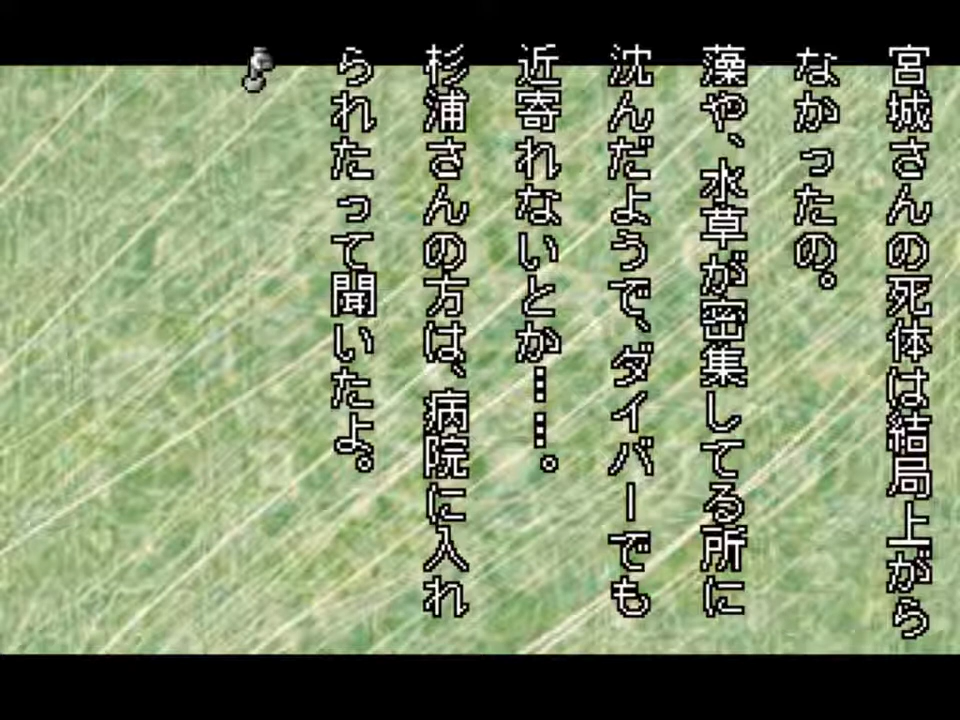 宮城さんの死体は結局上がら
なかったの。
藻や、水草が密集してる所に
沈んだようで、ダイバーでも
近寄れないとか……。
杉浦さんの方は、病院に入れ
られたって聞いたよ。